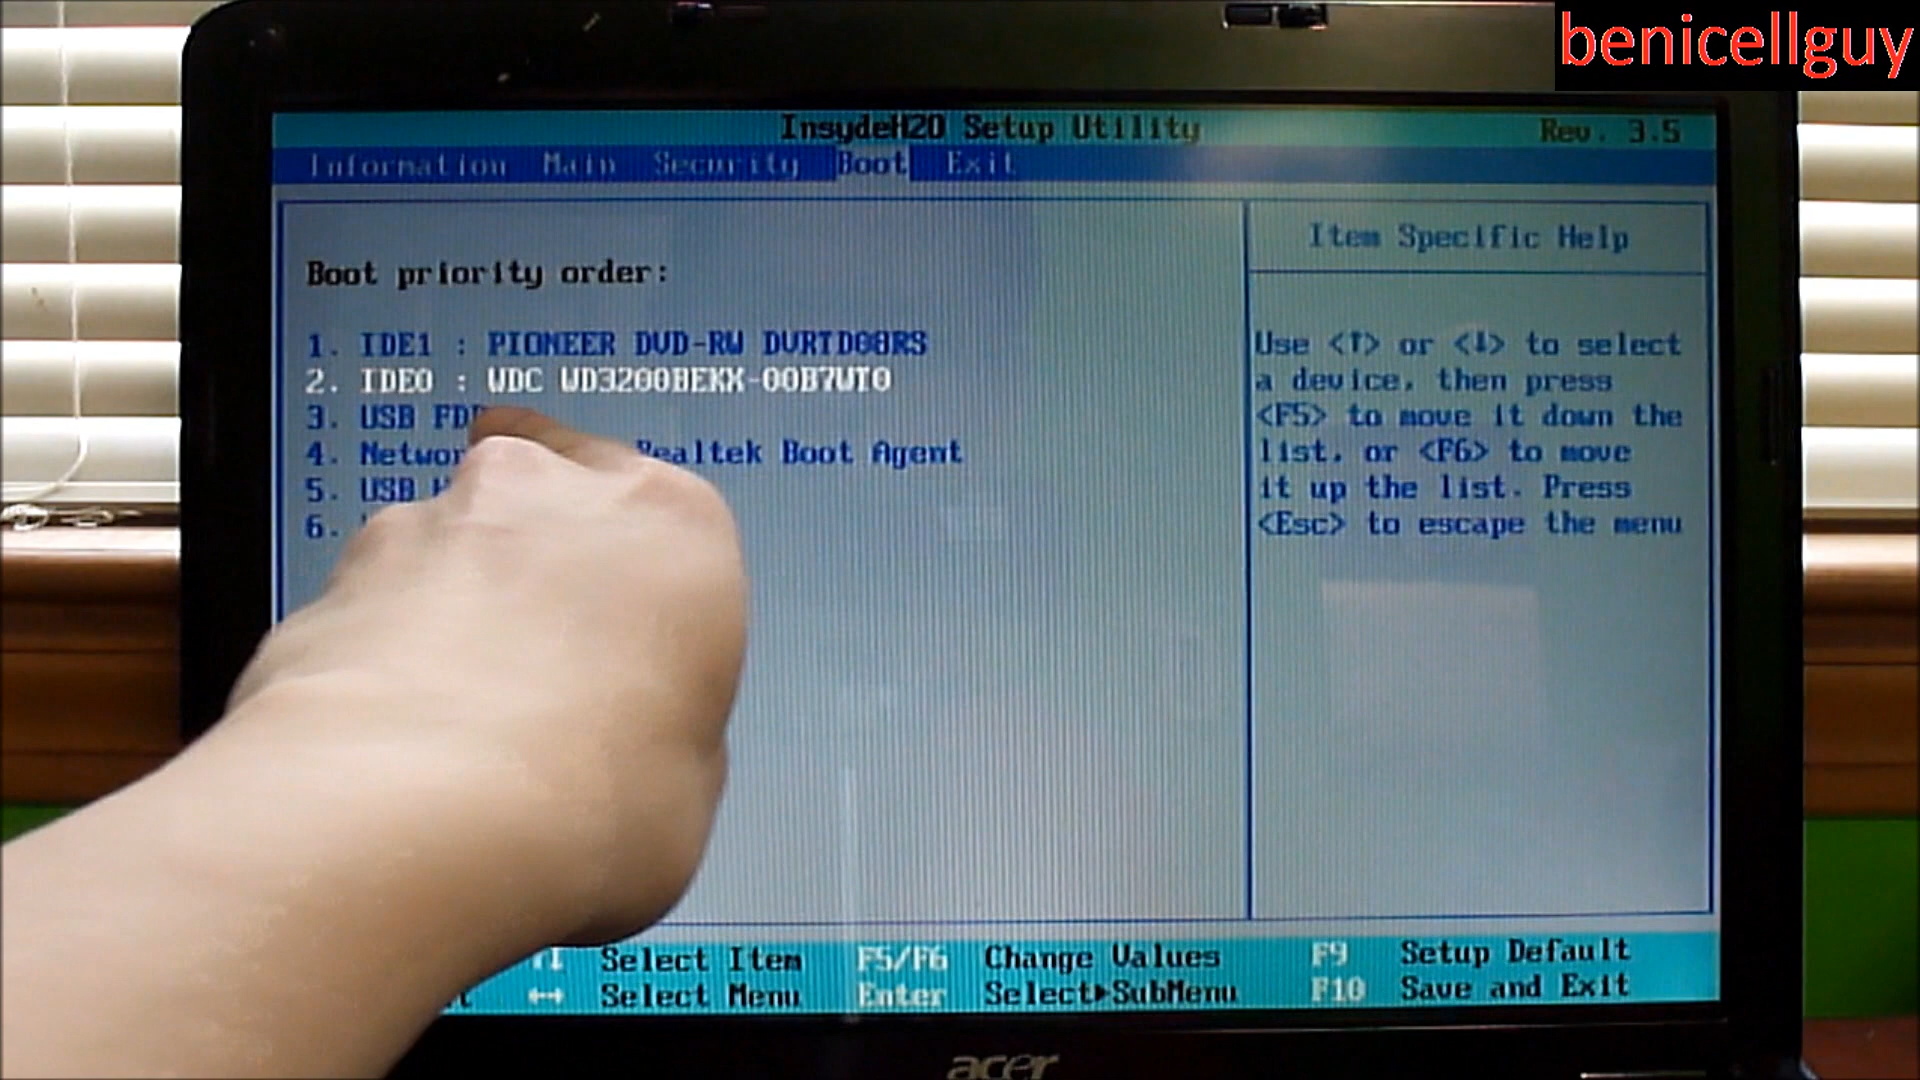 benicellguy
InsydeH20 Setup Utility Rev. 3.5
Information Main Security Boot Exit
Item Specific Help
Boot priority order:
1. IDE1 : PIONEER DVD-RW DVRTD08RS
2. IDE0 : WDC WD3200BEKX-00B7WT0
3. USB
4. Realtek Boot Agent
5. USB
6.
Use <↑> or <↓> to select
a device, then press
<F5> to move it down the
list, or <F6> to move
it up the list. Press
<Esc> to escape the menu
↑↓ Select Item F5/F6 Change Values F9 Setup Default
↔ Select Menu Enter Select▶SubMenu F10 Save and Exit
acer